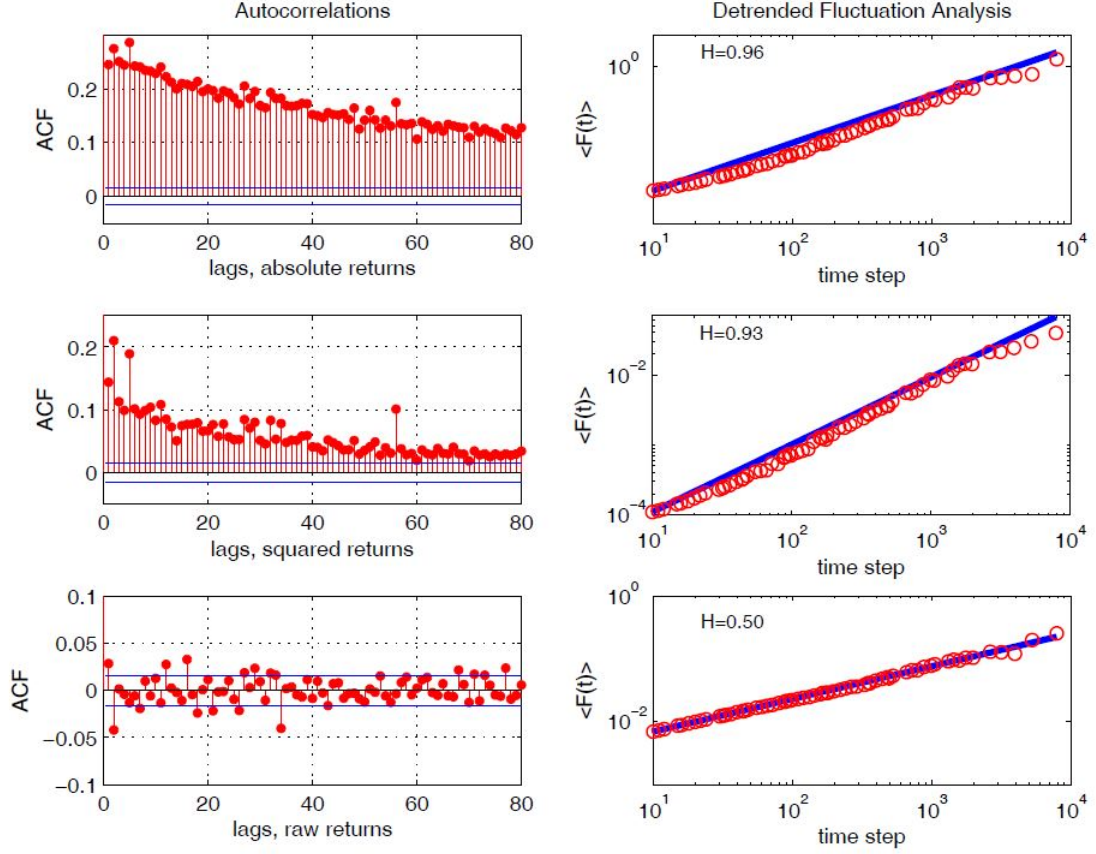 Autocorrelations
0.2
0.1
0
ACF
0 20 40 60 80
lags, absolute returns
Detrended Fluctuation Analysis
H=0.96
10^0
<F(t)>
10^1 10^2 10^3 10^4
time step
0.2
0.1
0
ACF
0 20 40 60 80
lags, squared returns
H=0.93
10^-2
10^-4
<F(t)>
10^1 10^2 10^3 10^4
time step
0.1
0.05
0
−0.05
−0.1
ACF
0 20 40 60 80
lags, raw returns
10^0
H=0.50
10^-2
<F(t)>
10^1 10^2 10^3 10^4
time step